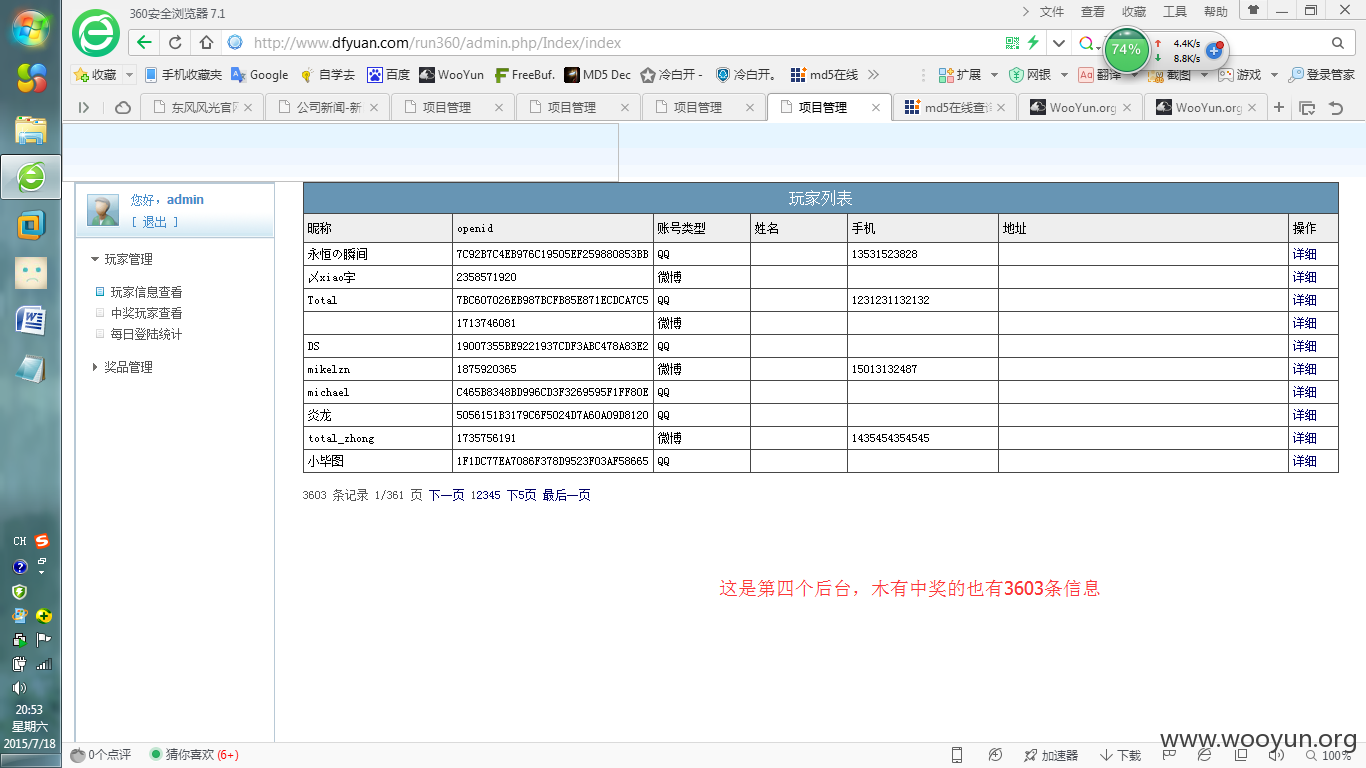 360安全浏览器 7.1
文件 查看 收藏 工具 帮助
http://www.dfyuan.com/run360/admin.php/Index/index
74%
4.4K/s
8.8K/s
收藏 手机收藏夹 Google 自学去 百度 WooYun FreeBuf. MD5 Dec 冷白开 - 冷白开。 md5在线 扩展 网银 翻译 截图 游戏 登录管家
东风风光官 公司新闻-新 项目管理 项目管理 项目管理 项目管理 md5在线查 WooYun.org WooYun.org
您好，admin
[ 退出 ]
玩家管理
玩家信息查看
中奖玩家查看
每日登陆统计
奖品管理
玩家列表
昵称 openid 账号类型 姓名 手机 地址 操作
永恒の瞬间 7C92B7C4EB976C19505EF259880853BB QQ 13531523828 详细
乄xiao宇 2358571920 微博 详细
Total 7BC607026EB987BCFB85E871ECDCA7C5 QQ 1231231132132 详细
1713746081 微博 详细
DS 19007355BE9221937CDF3ABC478A83E2 QQ 详细
mikelzn 1875920365 微博 15013132487 详细
michael C465B8348BD996CD3F3269595F1FF80E QQ 详细
炎龙 5056151B3179C6F5024D7A60A09D8120 QQ 详细
total_zhong 1735756191 微博 1435454354545 详细
小毕图 1F1DC77EA7086F378D9523F03AF58665 QQ 详细
3603 条记录 1/361 页 下一页 12345 下5页 最后一页
这是第四个后台，木有中奖的也有3603条信息
CH
20:53
星期六
2015/7/18
0个点评 猜你喜欢 (6+) 加速器 下载 100%
www.wooyun.org